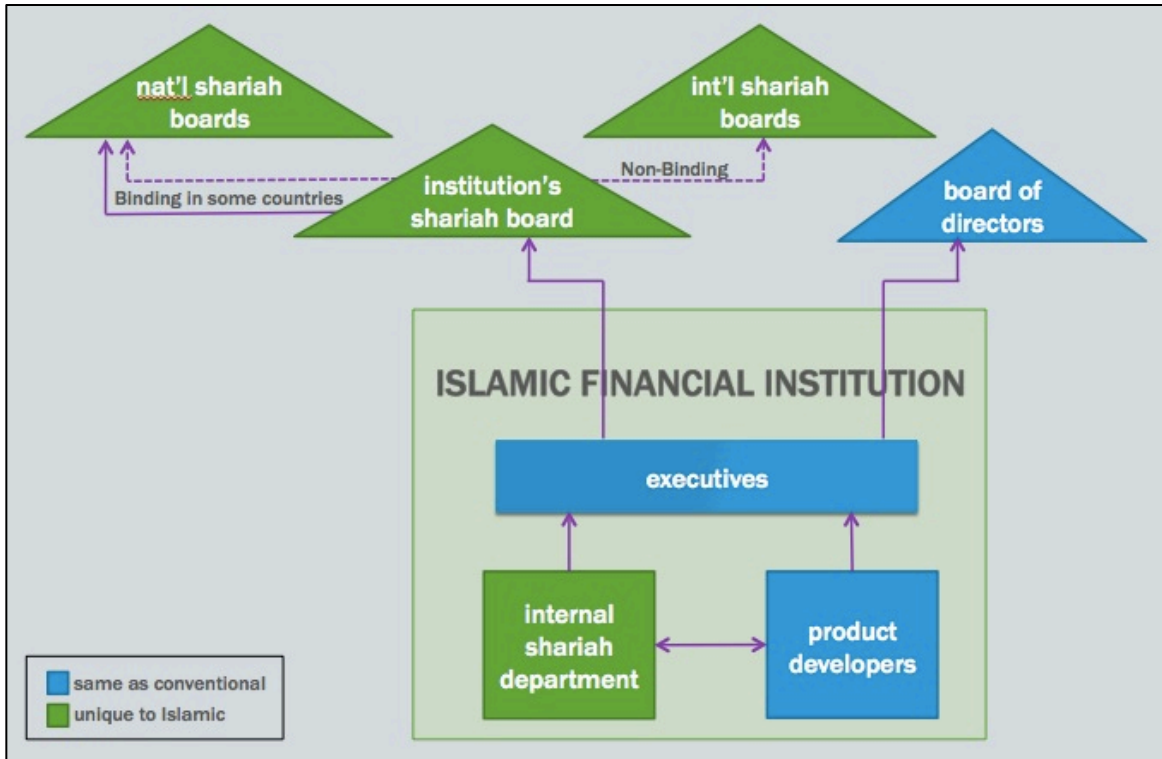 nat'l shariah
boards
int'l shariah
boards
institution's
shariah board
Non-Binding
Binding in some countries
board of
directors
ISLAMIC FINANCIAL INSTITUTION
executives
internal
shariah
department
product
developers
same as conventional
unique to Islamic